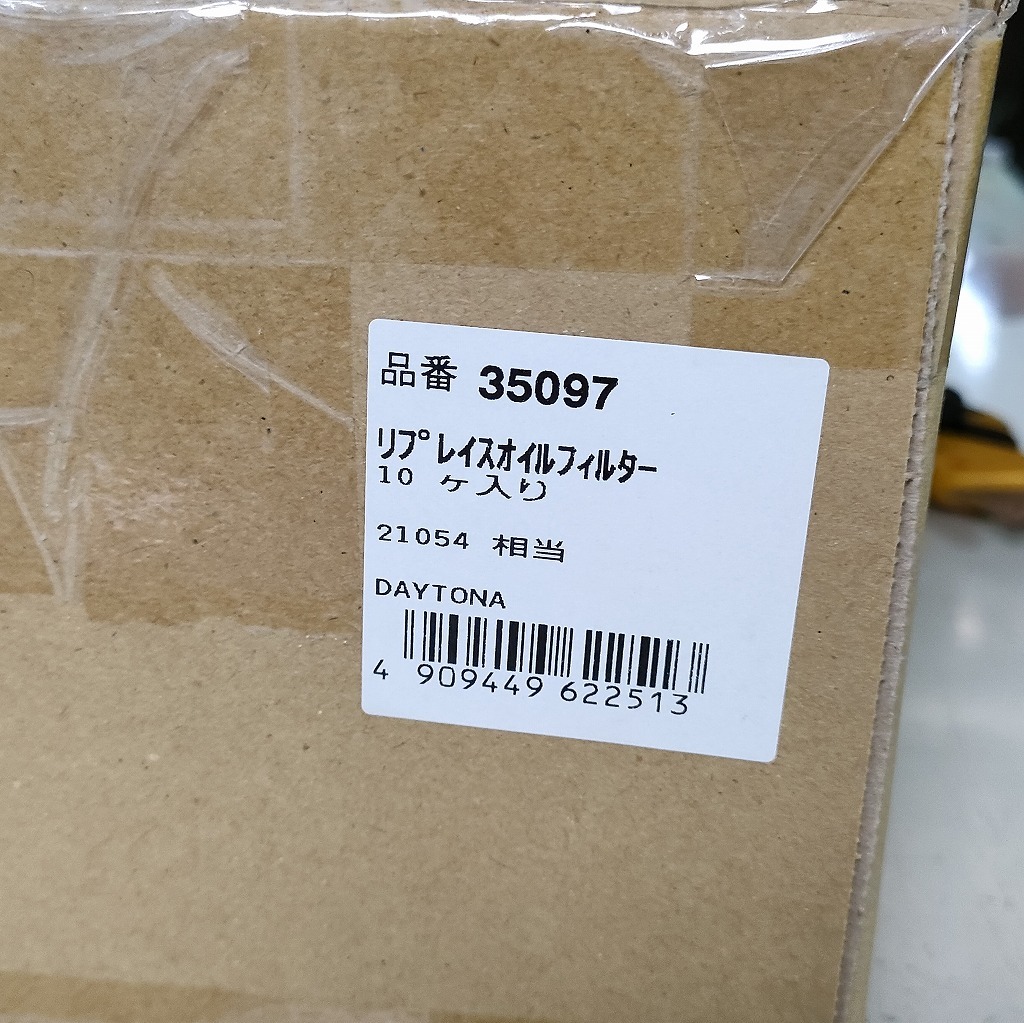 品番 35097
リプレイスオイルフィルター
10 ケ入り
21054 相当
DAYTONA
4 909449 622513